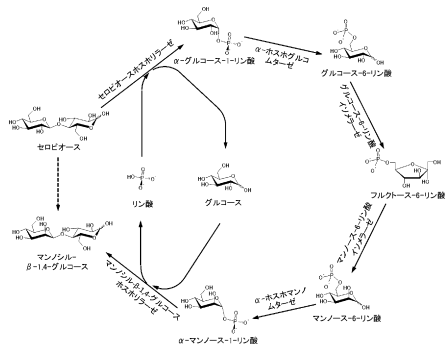 α-グルコース-1-リン酸
α-ホスホグルコ
ムターゼ
グルコース-6-リン酸
セロビオースホスホリラーゼ
グルコース-6-リン酸
イソメラーゼ
セロビオース
リン酸
グルコース
フルクトース-6-リン酸
マンノース-6-リン酸
イソメラーゼ
マンノシル-
β-1,4-グルコース
マンノシル-β-1,4-グルコース
ホスホリラーゼ
α-ホスホマンノ
ムターゼ
マンノース-6-リン酸
α-マンノース-1-リン酸